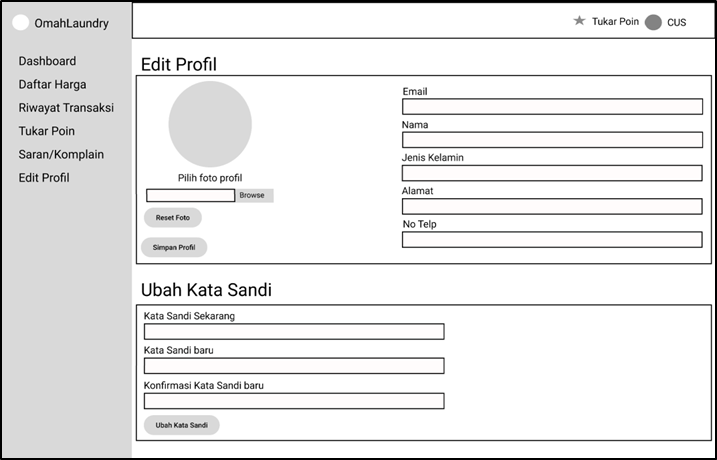 OmahLaundry
Dashboard
Daftar Harga
Riwayat Transaksi
Tukar Poin
Saran/Komplain
Edit Profil
Tukar Poin
CUS
Edit Profil
Pilih foto profil
Browse
Reset Foto
Simpan Profil
Email
Nama
Jenis Kelamin
Alamat
No Telp
Ubah Kata Sandi
Kata Sandi Sekarang
Kata Sandi baru
Konfirmasi Kata Sandi baru
Ubah Kata Sandi